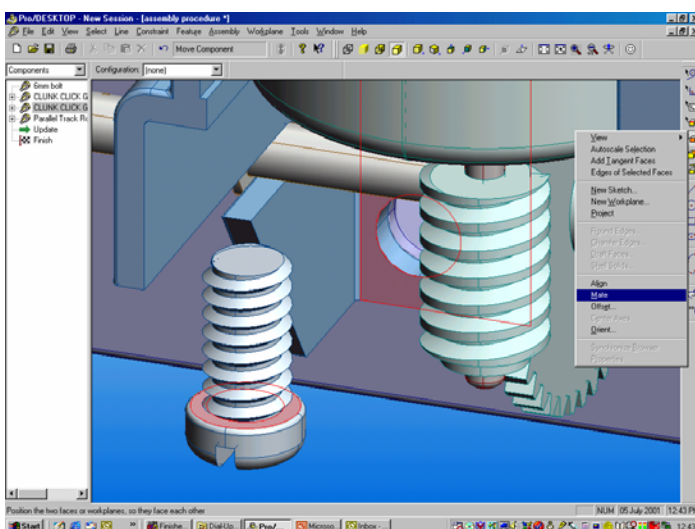 Pro/DESKTOP - New Session - [assembly procedure *]
File Edit View Select Line Constraint Feature Assembly Workplane Tools Window Help
Move Component
Components Configuration: (none)
6mm bolt
CLUNK CLICK G
CLUNK CLICK G
Parallel Track R
Update
Finish
View
Autoscale Selection
Add Tangent Faces
Edges of Selected Faces
New Sketch...
New Workplane...
Project
Round Edges...
Chamfer Edges...
Draft Faces...
Shell Solids...
Align
Mate
Offset...
Center Axes
Orient...
Synchronize Browser
Properties...
Position the two faces or workplanes, so they face each other
NUM 05 July 2001 12:43 P
Start Finishe... Dial-Up... Pro/... Microso... Inbox - ...